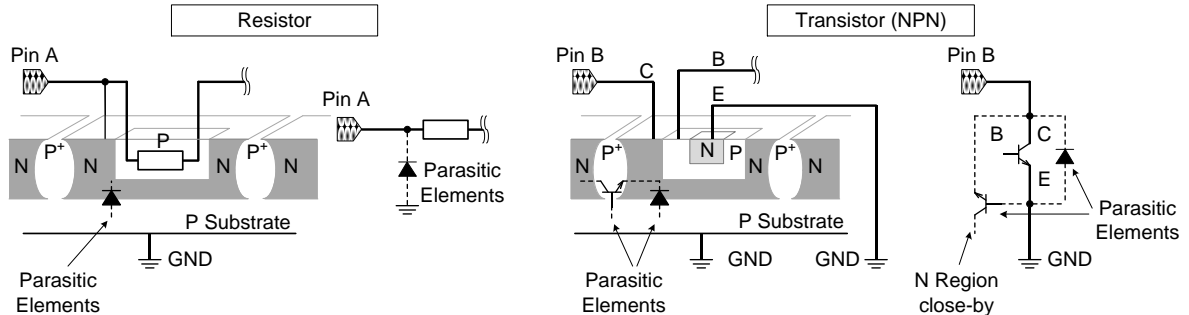 Resistor
Pin A
N
P+
N
P
N
P+
N
P Substrate
GND
Parasitic
Elements
Pin A
Parasitic
Elements
Transistor (NPN)
Pin B
C
B
E
N
P+
N
N
P
N
P+
N
P Substrate
GND
GND
Parasitic
Elements
Pin B
B
C
E
Parasitic
Elements
N Region
close-by